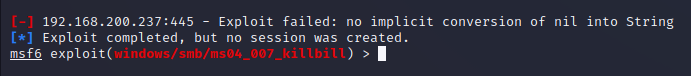 [-] 192.168.200.237:445 - Exploit failed: no implicit conversion of nil into String
[*] Exploit completed, but no session was created.
msf6 exploit(windows/smb/ms04_007_killbill) >